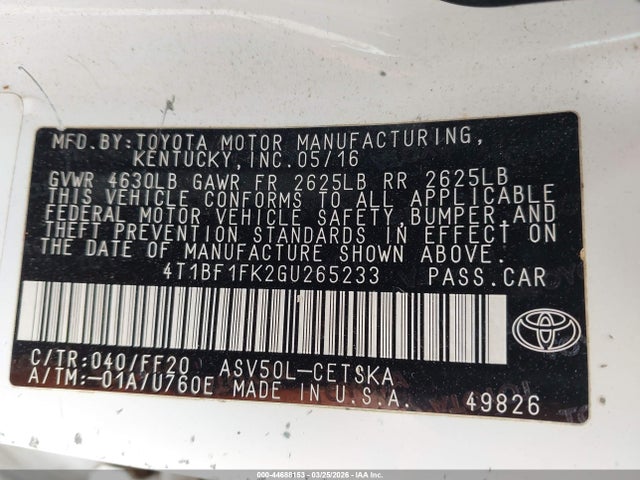 MFD.BY:TOYOTA MOTOR MANUFACTURING,
KENTUCKY, INC. 05/16
GVWR 4630LB GAWR FR 2625LB RR 2625LB
THIS VEHICLE CONFORMS TO ALL APPLICABLE
FEDERAL MOTOR VEHICLE SAFETY, BUMPER, AND
THEFT PREVENTION STANDARDS IN EFFECT ON
THE DATE OF MANUFACTURE SHOWN ABOVE.
4T1BF1FK2GU265233 PASS.CAR
C/TR:040/FF20 ASV50L-CETSKA
A/TM:-01A/U760E MADE IN U.S.A. 49826
000-44688163 - 03/25/2026 - IAA Inc.